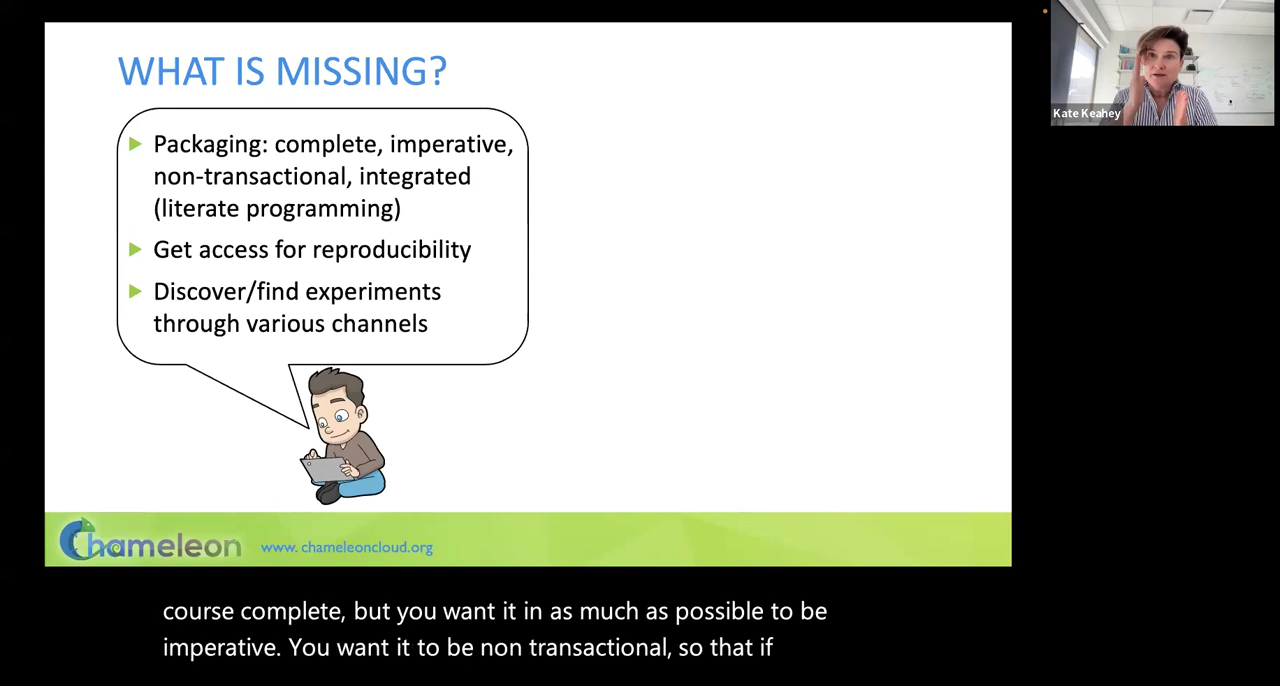 WHAT IS MISSING?
Packaging: complete, imperative,
non-transactional, integrated
(literate programming)
Get access for reproducibility
Discover/find experiments
through various channels
Kate Keahey
Chameleon
www. chameleoncloud.org
course complete, but you want it in as much as possible to be
imperative. You want it to be non transactional, so that if